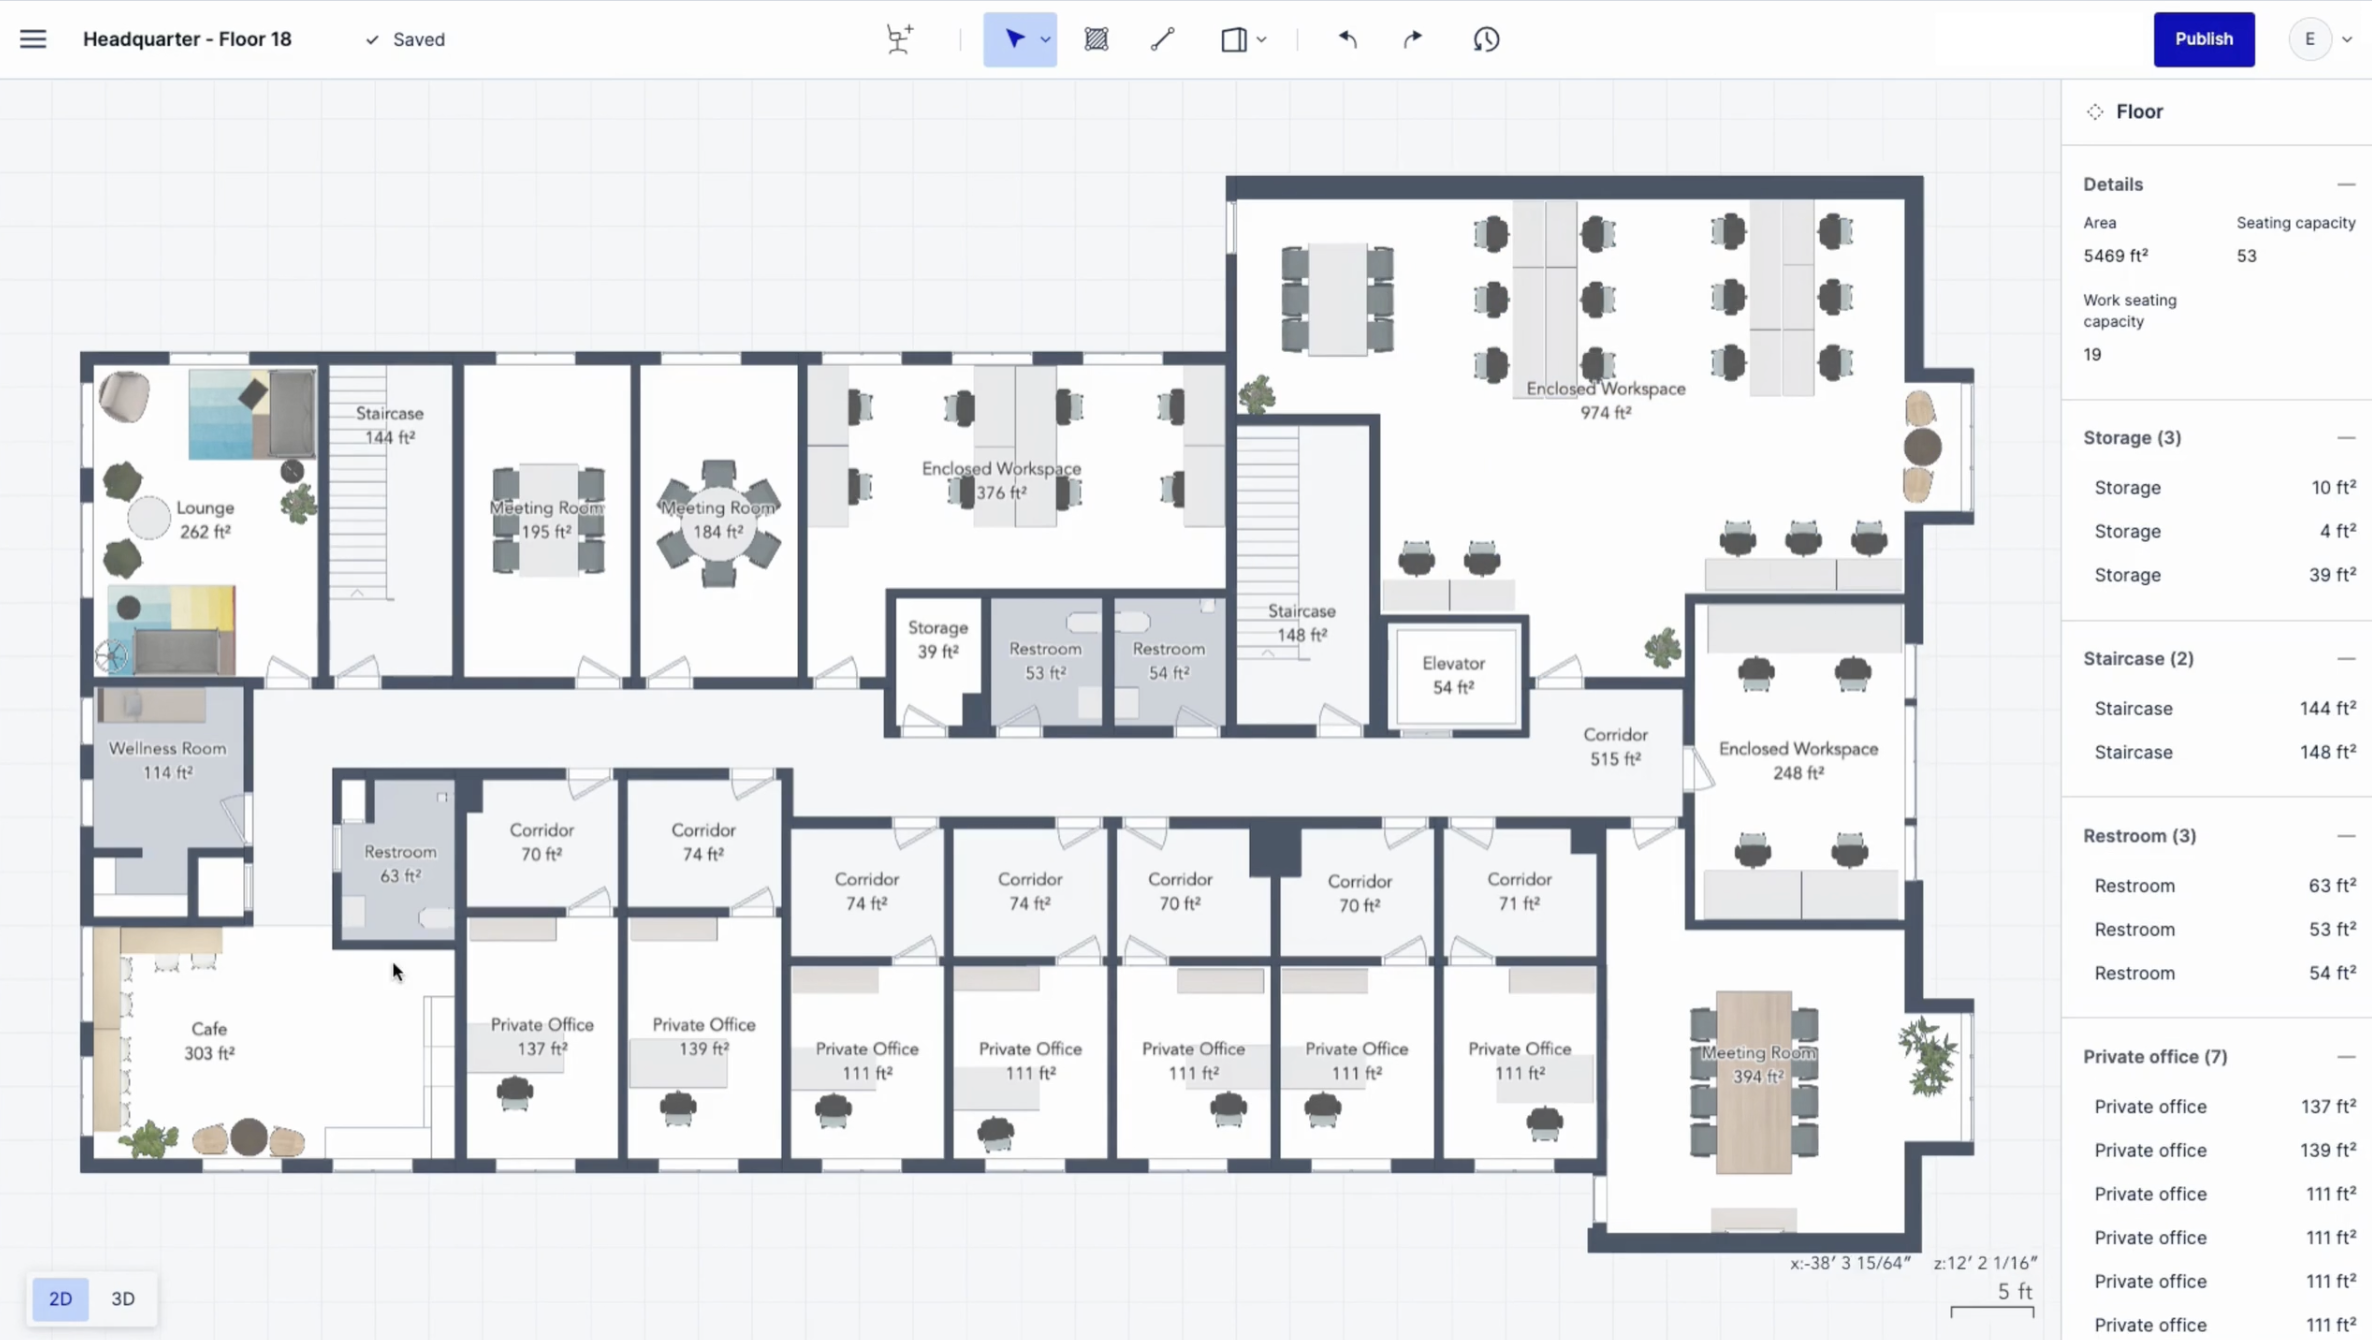 Headquarter - Floor 18
Saved
Publish
E
Floor
Details
Area
Seating capacity
5469 ft²
53
Work seating
capacity
19
Storage (3)
Storage 10 ft²
Storage 4 ft²
Storage 39 ft²
Staircase (2)
Staircase 144 ft²
Staircase 148 ft²
Restroom (3)
Restroom 63 ft²
Restroom 53 ft²
Restroom 54 ft²
Private office (7)
Private office 137 ft²
Private office 139 ft²
Private office 111 ft²
Private office 111 ft²
Private office 111 ft²
Private office 111 ft²
Enclosed Workspace
974 ft²
Staircase
144 ft²
Lounge
262 ft²
Meeting Room
195 ft²
Meeting Room
184 ft²
Enclosed Workspace
376 ft²
Storage
39 ft²
Restroom
53 ft²
Restroom
54 ft²
Staircase
148 ft²
Elevator
54 ft²
Corridor
515 ft²
Enclosed Workspace
248 ft²
Wellness Room
114 ft²
Restroom
63 ft²
Corridor
70 ft²
Corridor
74 ft²
Corridor
74 ft²
Corridor
74 ft²
Corridor
70 ft²
Corridor
70 ft²
Corridor
71 ft²
Cafe
303 ft²
Private Office
137 ft²
Private Office
139 ft²
Private Office
111 ft²
Private Office
111 ft²
Private Office
111 ft²
Private Office
111 ft²
Private Office
111 ft²
Meeting Room
394 ft²
x:-38′ 3 15/64″ z:12′ 2 1/16″
5 ft
2D
3D